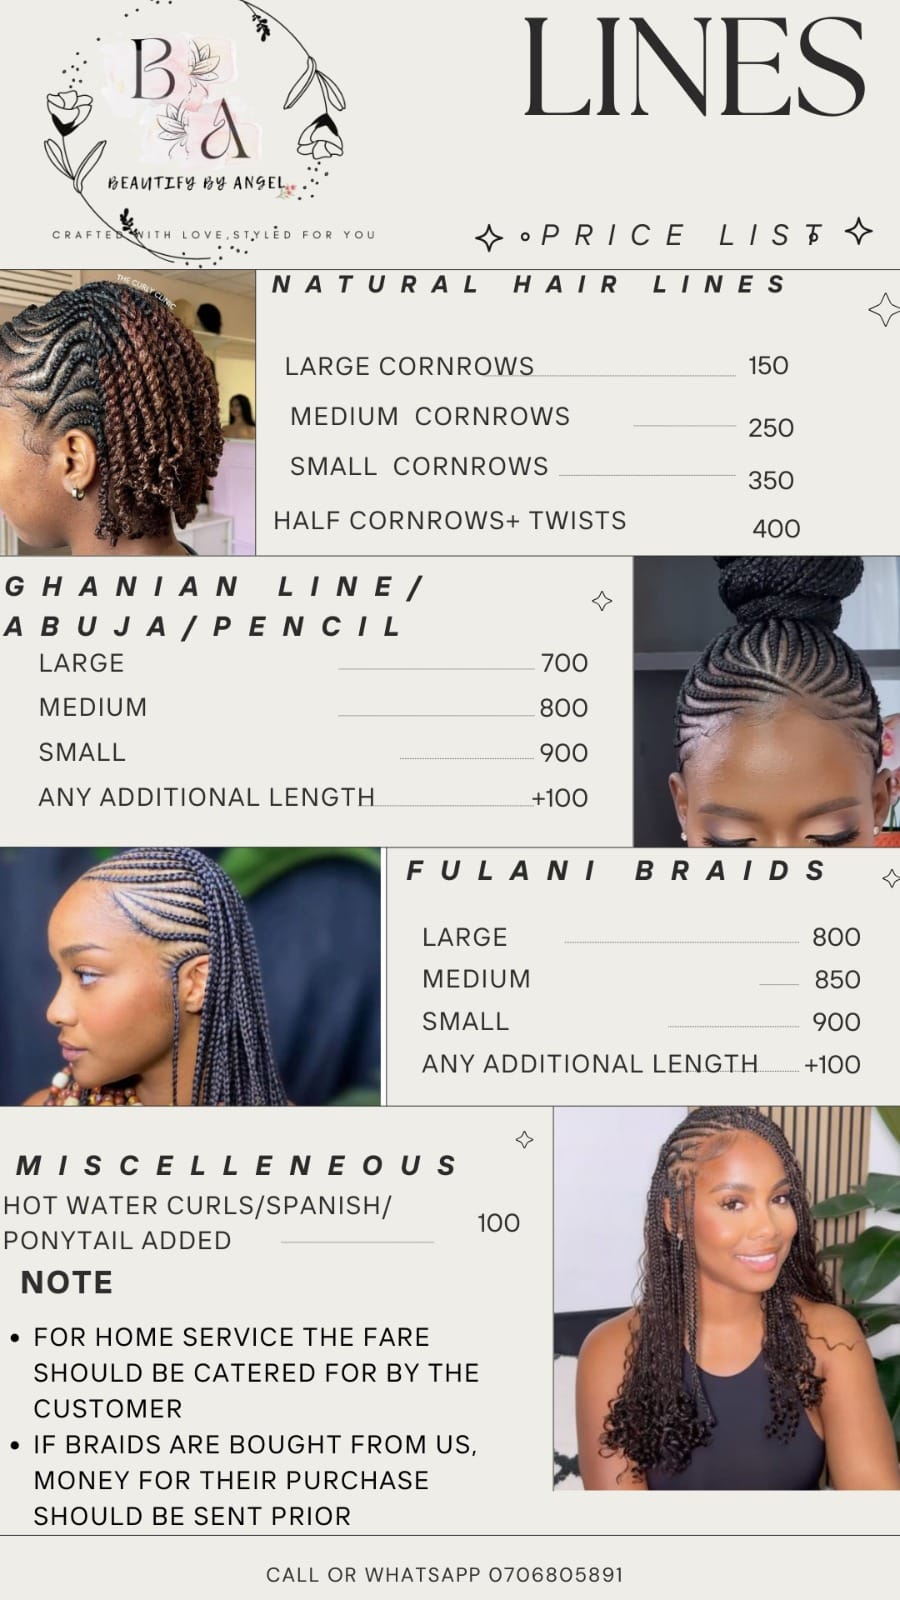 B
A
BEAUTIFY BY ANGEL
CRAFTED WITH LOVE,STYLED FOR YOU
LINES
PRICE LIST
THE CURLY CLINIC
NATURAL HAIR LINES
LARGE CORNROWS 150
MEDIUM CORNROWS 250
SMALL CORNROWS 350
HALF CORNROWS+ TWISTS 400
GHANIAN LINE/
ABUJA/PENCIL
LARGE 700
MEDIUM 800
SMALL 900
ANY ADDITIONAL LENGTH +100
FULANI BRAIDS
LARGE 800
MEDIUM 850
SMALL 900
ANY ADDITIONAL LENGTH +100
MISCELLENEOUS
HOT WATER CURLS/SPANISH/
PONYTAIL ADDED 100
NOTE
• FOR HOME SERVICE THE FARE
SHOULD BE CATERED FOR BY THE
CUSTOMER
• IF BRAIDS ARE BOUGHT FROM US,
MONEY FOR THEIR PURCHASE
SHOULD BE SENT PRIOR
CALL OR WHATSAPP 0706805891